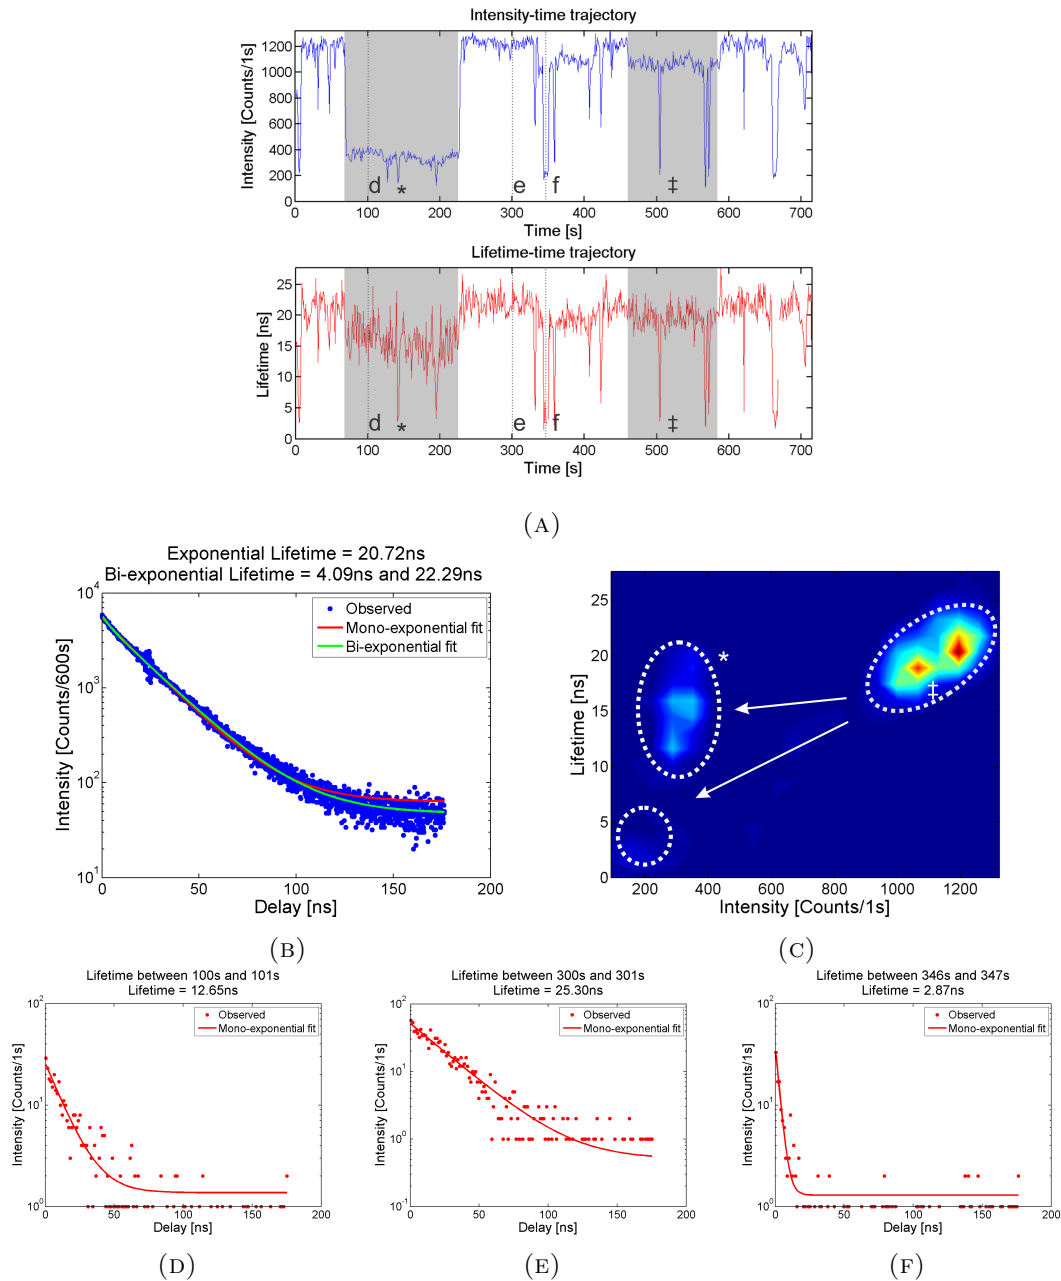 Intensity-time trajectory
Intensity [Counts/1s]
1200
1000
800
600
400
200
0
d * e f ‡
0 100 200 300 400 500 600 700
Time [s]
Lifetime-time trajectory
Lifetime [ns]
25
20
15
10
5
0
d * e f ‡
0 100 200 300 400 500 600 700
Time [s]
(A)
Exponential Lifetime = 20.72ns
Bi-exponential Lifetime = 4.09ns and 22.29ns
Intensity [Counts/600s]
10^4
10^3
10^2
10^1
Observed
Mono-exponential fit
Bi-exponential fit
0 50 100 150 200
Delay [ns]
(B)
Lifetime [ns]
25
20
15
10
5
0
*
‡
200 400 600 800 1000 1200
Intensity [Counts/1s]
(C)
Lifetime between 100s and 101s
Lifetime = 12.65ns
Intensity [Counts/1s]
10^2
10^1
10^0
Observed
Mono-exponential fit
0 50 100 150 200
Delay [ns]
(D)
Lifetime between 300s and 301s
Lifetime = 25.30ns
Intensity [Counts/1s]
10^2
10^1
10^0
10^-1
Observed
Mono-exponential fit
0 50 100 150 200
Delay [ns]
(E)
Lifetime between 346s and 347s
Lifetime = 2.87ns
Intensity [Counts/1s]
10^2
10^1
10^0
Observed
Mono-exponential fit
0 50 100 150 200
Delay [ns]
(F)